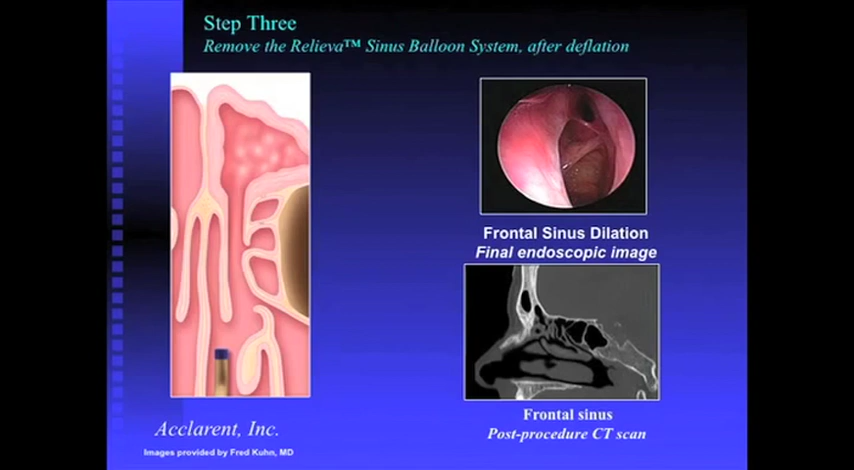 Step Three
Remove the Relieva™ Sinus Balloon System, after deflation
Frontal Sinus Dilation
Final endoscopic image
Frontal sinus
Post-procedure CT scan
Acclarent, Inc.
Images provided by Fred Kuhn, MD